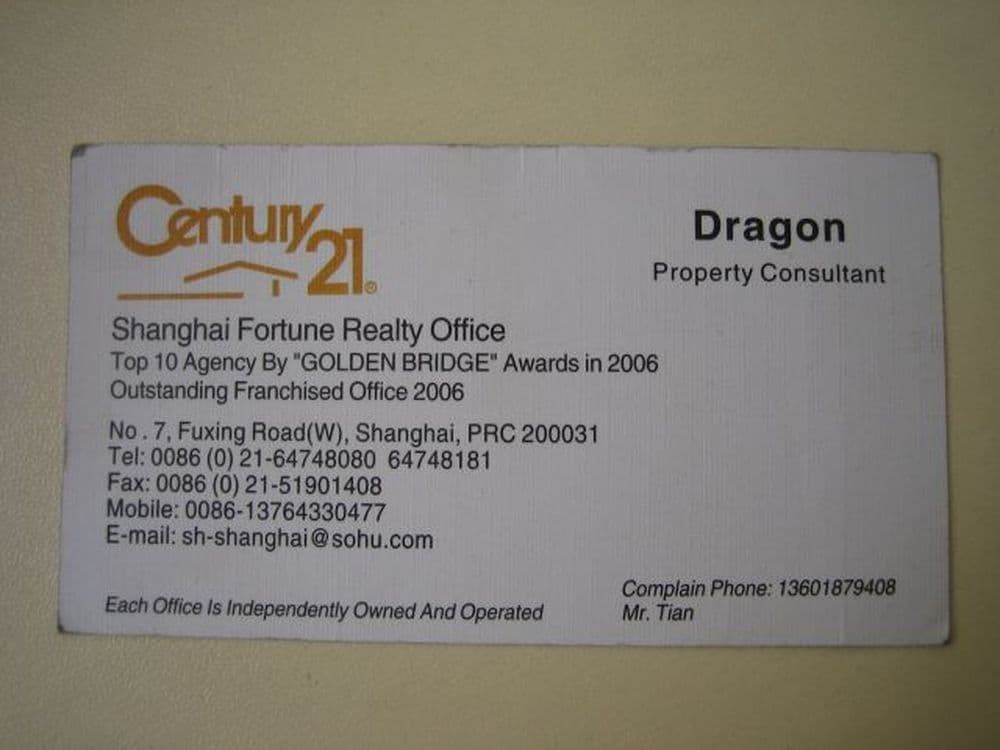 Century 21®
Dragon
Property Consultant
Shanghai Fortune Realty Office
Top 10 Agency By "GOLDEN BRIDGE" Awards in 2006
Outstanding Franchised Office 2006
No . 7, Fuxing Road(W), Shanghai, PRC 200031
Tel: 0086 (0) 21-64748080 64748181
Fax: 0086 (0) 21-51901408
Mobile: 0086-13764330477
E-mail: sh-shanghai@sohu.com
Each Office Is Independently Owned And Operated
Complain Phone: 13601879408
Mr. Tian